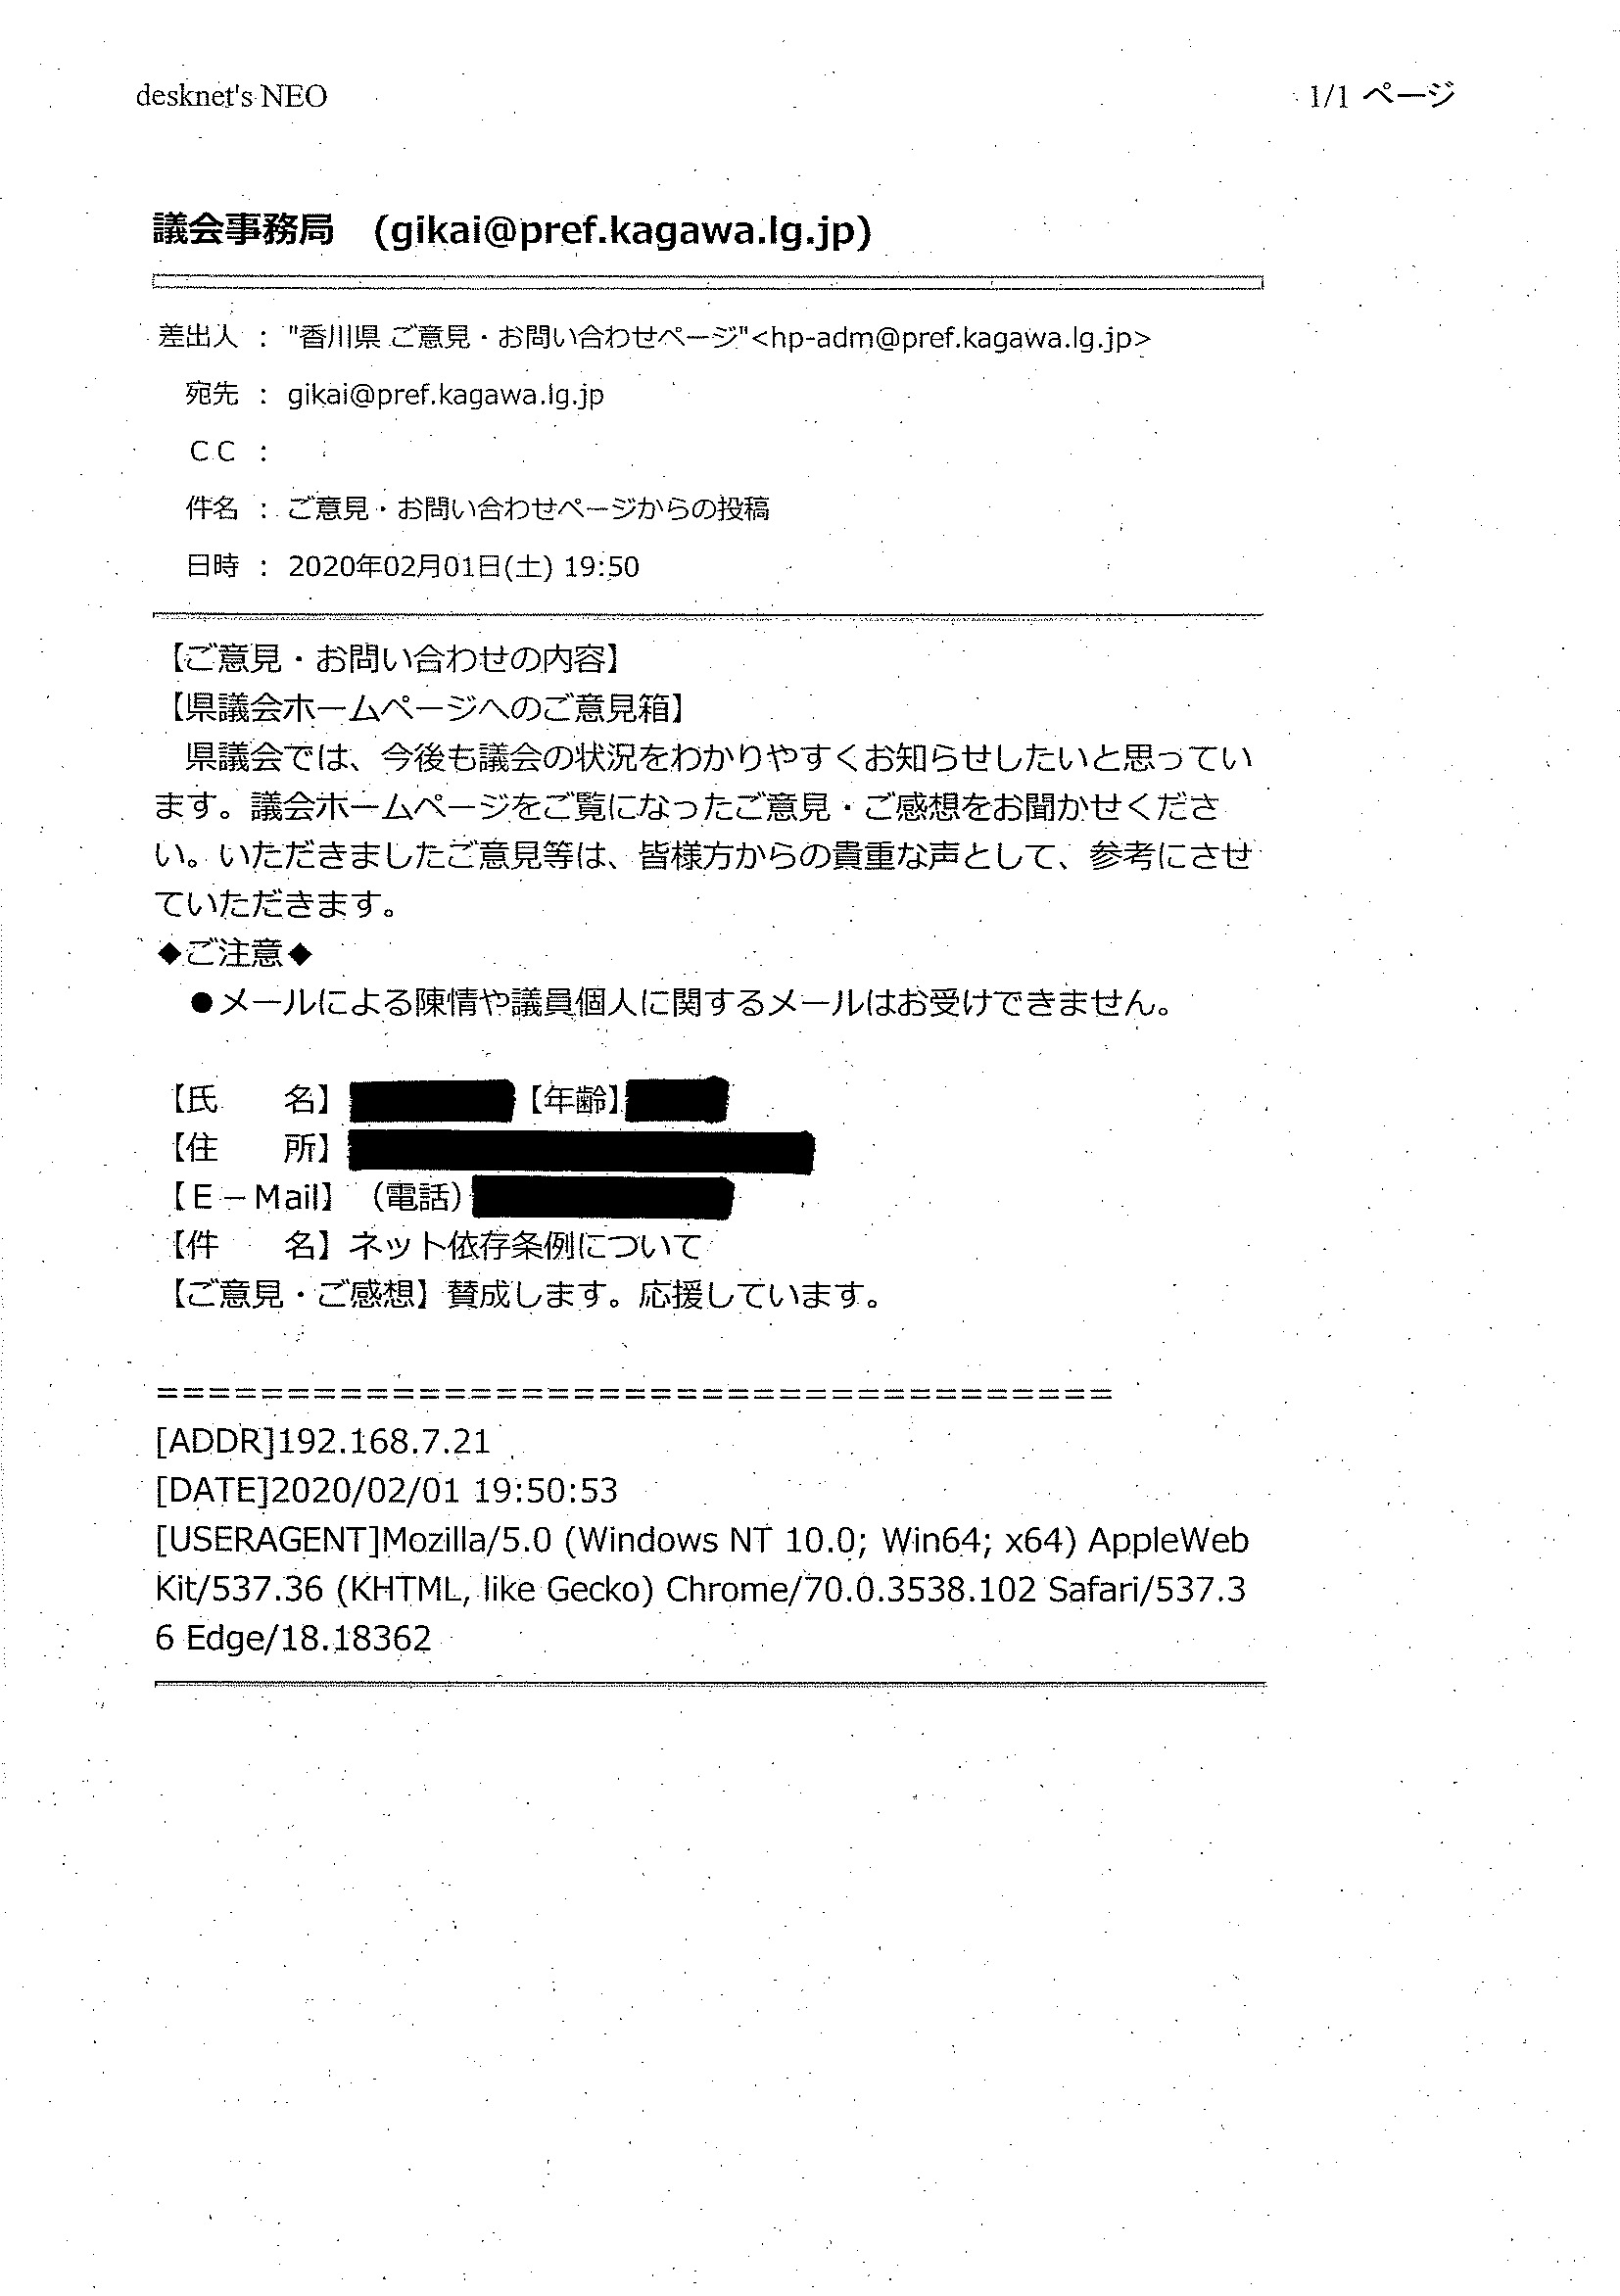 desknet's NEO 1/1 ページ
議会事務局 (gikai@pref.kagawa.lg.jp)
差出人 : "香川県 ご意見・お問い合わせページ"<hp-adm@pref.kagawa.lg.jp>
宛先 : gikai@pref.kagawa.lg.jp
CC :
件名 : ご意見・お問い合わせページからの投稿
日時 : 2020年02月01日(土) 19:50
【ご意見・お問い合わせの内容】
【県議会ホームページへのご意見箱】
県議会では、今後も議会の状況をわかりやすくお知らせしたいと思ってい
ます。議会ホームページをご覧になったご意見・ご感想をお聞かせくださ
い。いただきましたご意見等は、皆様方からの貴重な声として、参考にさせ
ていただきます。
◆ご注意◆
●メールによる陳情や議員個人に関するメールはお受けできません。
【氏　　名】 【年齢】
【住　　所】
【E－Mail】（電話）
【件　　名】ネット依存条例について
【ご意見・ご感想】賛成します。応援しています。
=====================================
[ADDR]192.168.7.21
[DATE]2020/02/01 19:50:53
[USERAGENT]Mozilla/5.0 (Windows NT 10.0; Win64; x64) AppleWeb
Kit/537.36 (KHTML, like Gecko) Chrome/70.0.3538.102 Safari/537.3
6 Edge/18.18362